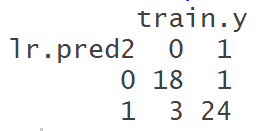 train.y
lr.pred2 0 1
0 18 1
1 3 24